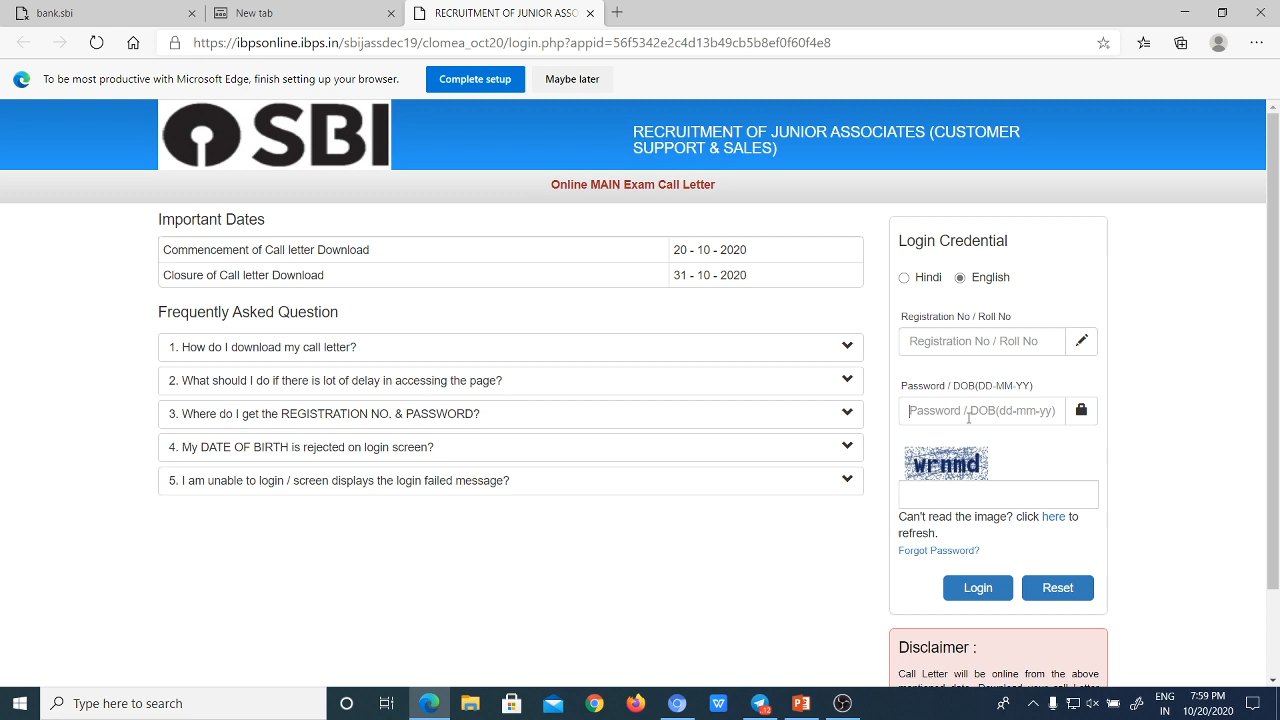 bank.sbi
New tab
RECRUITMENT OF JUNIOR ASSO
https://ibpsonline.ibps.in/sbijassdec19/clomea_oct20/login.php?appid=56f5342e2c4d13b49cb5b8ef0f60f4e8
To be most productive with Microsoft Edge, finish setting up your browser.
Complete setup
Maybe later
SBI
RECRUITMENT OF JUNIOR ASSOCIATES (CUSTOMER
SUPPORT & SALES)
Online MAIN Exam Call Letter
Important Dates
Commencement of Call letter Download 20 - 10 - 2020
Closure of Call letter Download 31 - 10 - 2020
Frequently Asked Question
1. How do I download my call letter?
2. What should I do if there is lot of delay in accessing the page?
3. Where do I get the REGISTRATION NO. & PASSWORD?
4. My DATE OF BIRTH is rejected on login screen?
5. I am unable to login / screen displays the login failed message?
Login Credential
Hindi English
Registration No / Roll No
Registration No / Roll No
Password / DOB(DD-MM-YY)
Password / DOB(dd-mm-yy)
wrnmd
Can't read the image? click here to
refresh.
Forgot Password?
Login Reset
Disclaimer :
Call Letter will be online from the above
Type here to search
12
ENG
IN
7:59 PM
10/20/2020